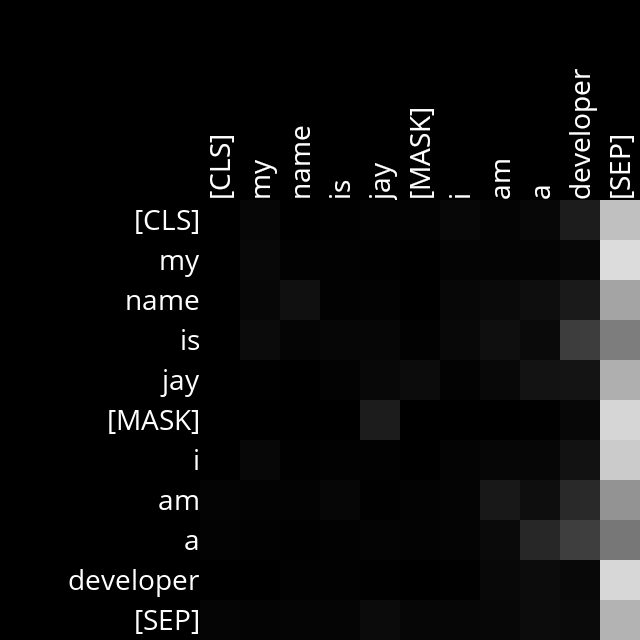 [CLS]
my
name
is
jay
[MASK]
i
am
a
developer
[SEP]
[CLS]
my
name
is
jay
[MASK]
i
am
a
developer
[SEP]